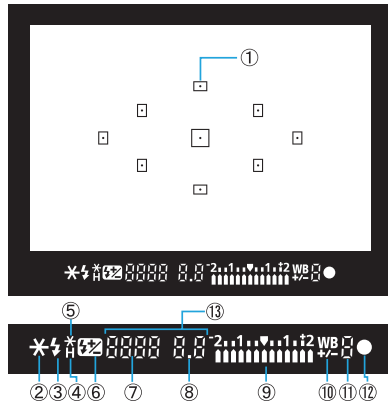 ①
✱ ⚡ ✱H ⚡± 8888 8.8 -2..1..▼..1..+2 WB +/- 8 ●
⑤ ⑬
✱ ⚡ ✱H ⚡± 8888 8.8 -2..1..▼..1..+2 WB +/- 8 ●
② ③ ④ ⑥ ⑦ ⑧ ⑨ ⑩ ⑪ ⑫